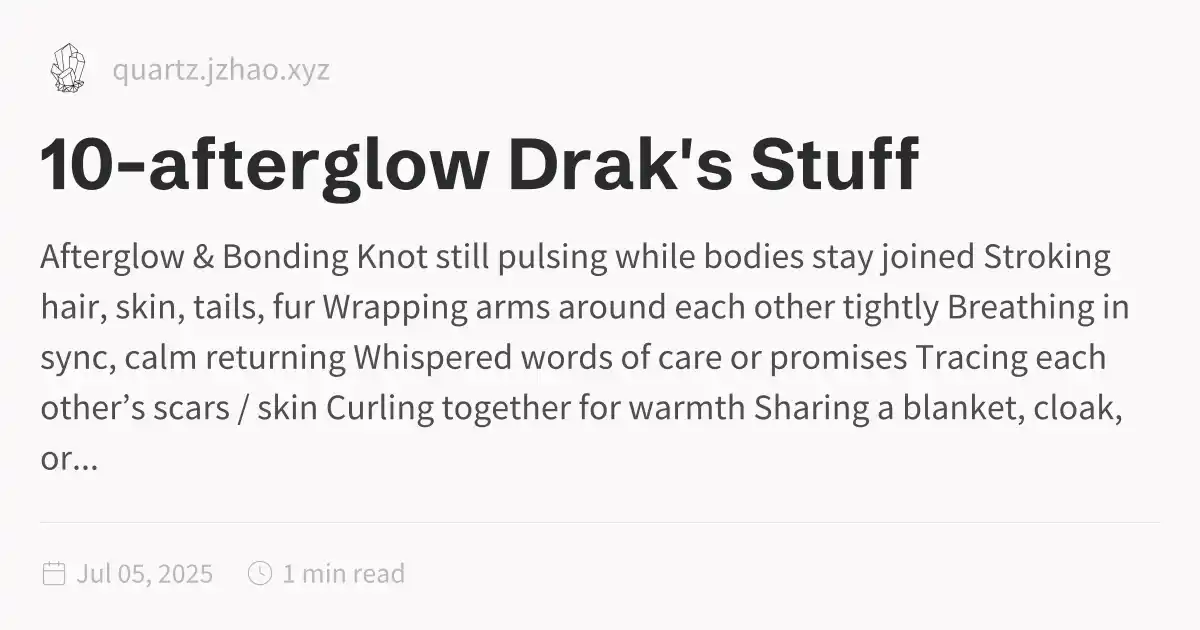 quartz.jzhao.xyz
10-afterglow Drak's Stuff
Afterglow & Bonding Knot still pulsing while bodies stay joined Stroking
hair, skin, tails, fur Wrapping arms around each other tightly Breathing in
sync, calm returning Whispered words of care or promises Tracing each
other’s scars / skin Curling together for warmth Sharing a blanket, cloak,
or...
Jul 05, 2025 1 min read